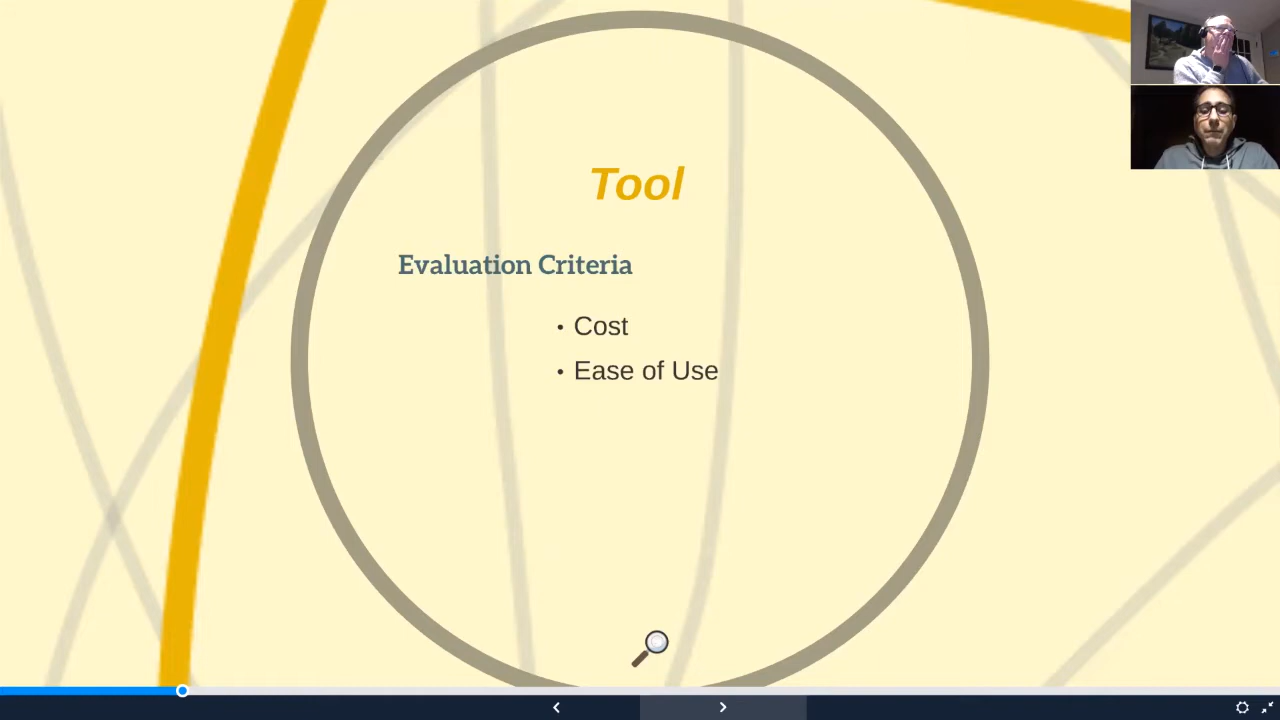 Tool
Evaluation Criteria
• Cost
• Ease of Use